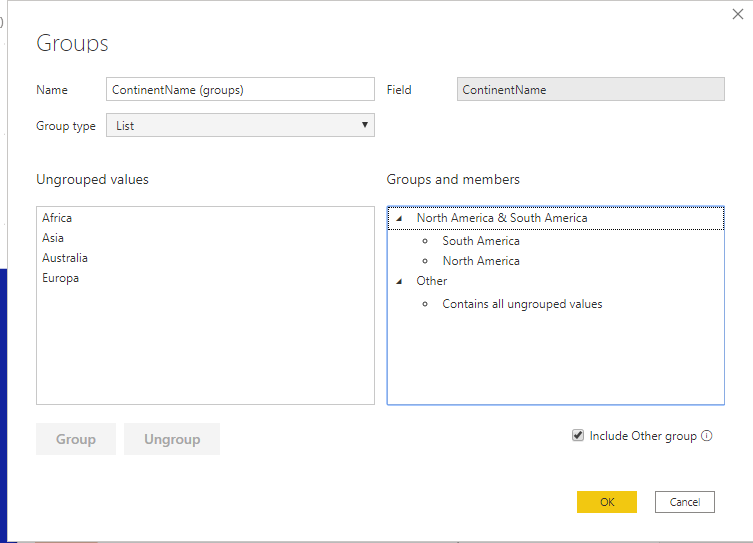 Groups
Name ContinentName (groups) Field ContinentName
Group type List
Ungrouped values Groups and members
Africa
Asia
Australia
Europa
North America & South America
South America
North America
Other
Contains all ungrouped values
Group Ungroup Include Other group
OK Cancel